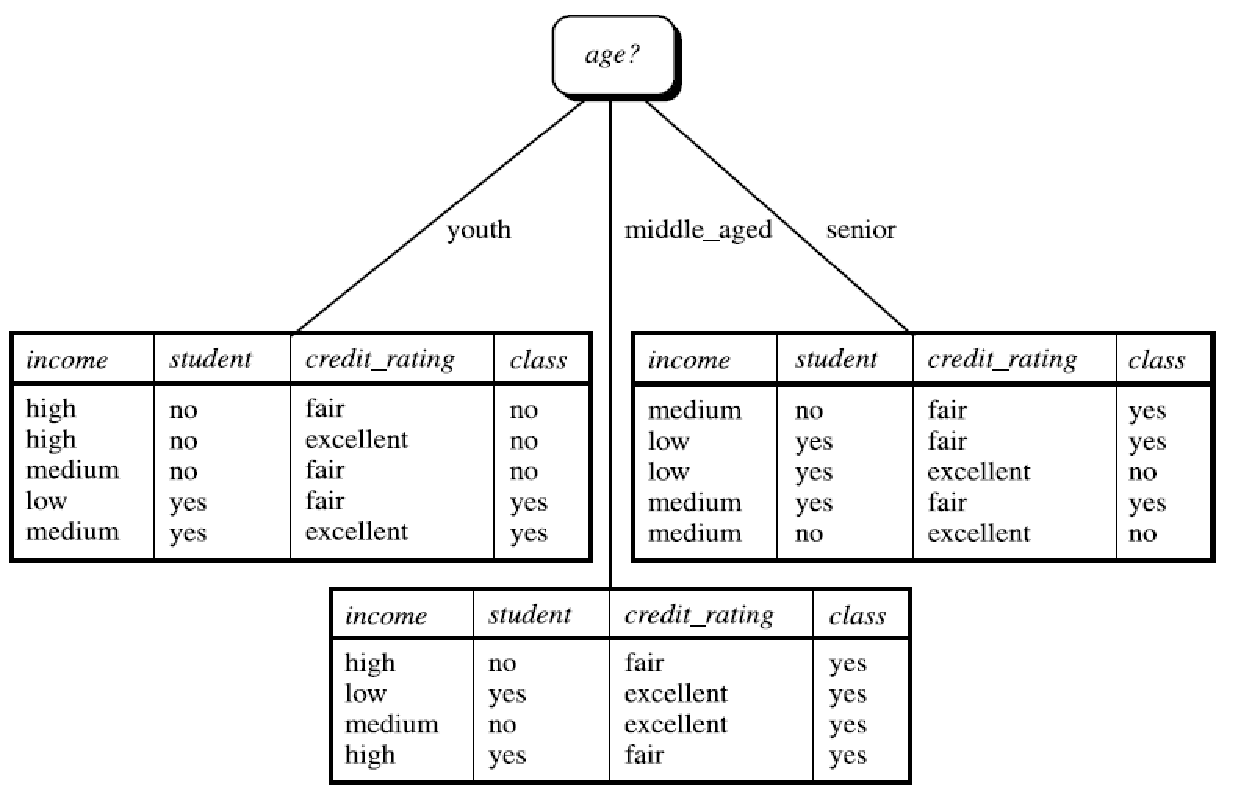 age?
youth
middle_aged
senior
income student credit_rating class
high no fair no
high no excellent no
medium no fair no
low yes fair yes
medium yes excellent yes
income student credit_rating class
medium no fair yes
low yes fair yes
low yes excellent no
medium yes fair yes
medium no excellent no
income student credit_rating class
high no fair yes
low yes excellent yes
medium no excellent yes
high yes fair yes